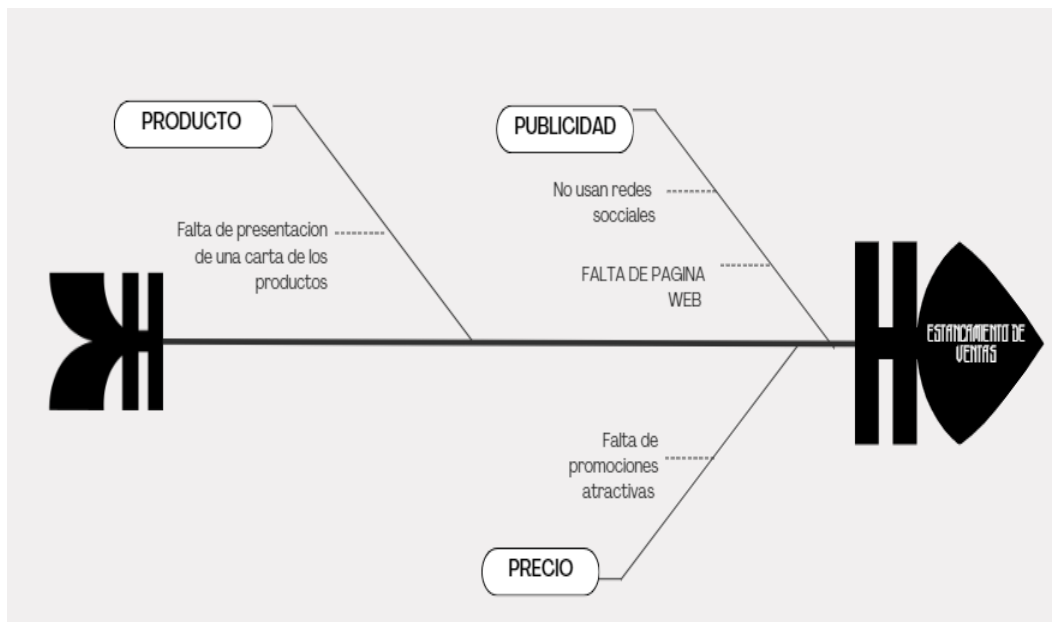 PRODUCTO
Falta de presentacion
de una carta de los
productos
PUBLICIDAD
No usan redes
socciales
FALTA DE PAGINA
WEB
ESTANCAMIENTO DE
VENTAS
Falta de
promociones
atractivas
PRECIO